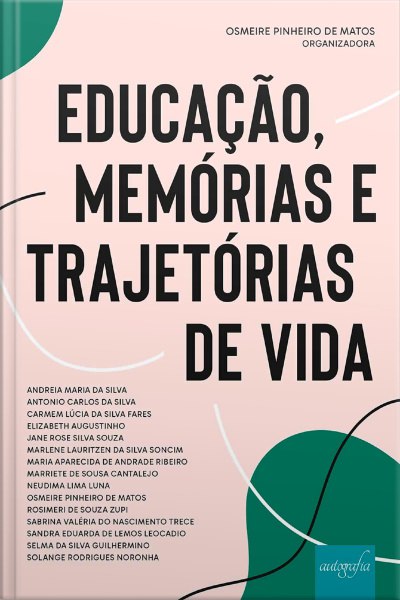 OSMEIRE PINHEIRO DE MATOS
ORGANIZADORA
EDUCAÇÃO,
MEMÓRIAS E
TRAJETÓRIAS
DE VIDA
ANDREIA MARIA DA SILVA
ANTONIO CARLOS DA SILVA
CARMEM LÚCIA DA SILVA FARES
ELIZABETH AUGUSTINHO
JANE ROSE SILVA SOUZA
MARLENE LAURITZEN DA SILVA SONCIM
MARIA APARECIDA DE ANDRADE RIBEIRO
MARRIETE DE SOUSA CANTALEJO
NEUDIMA LIMA LUNA
OSMEIRE PINHEIRO DE MATOS
ROSIMERI DE SOUZA ZUPI
SABRINA VALÉRIA DO NASCIMENTO TRECE
SANDRA EDUARDA DE LEMOS LEOCADIO
SELMA DA SILVA GUILHERMINO
SOLANGE RODRIGUES NORONHA
autografia